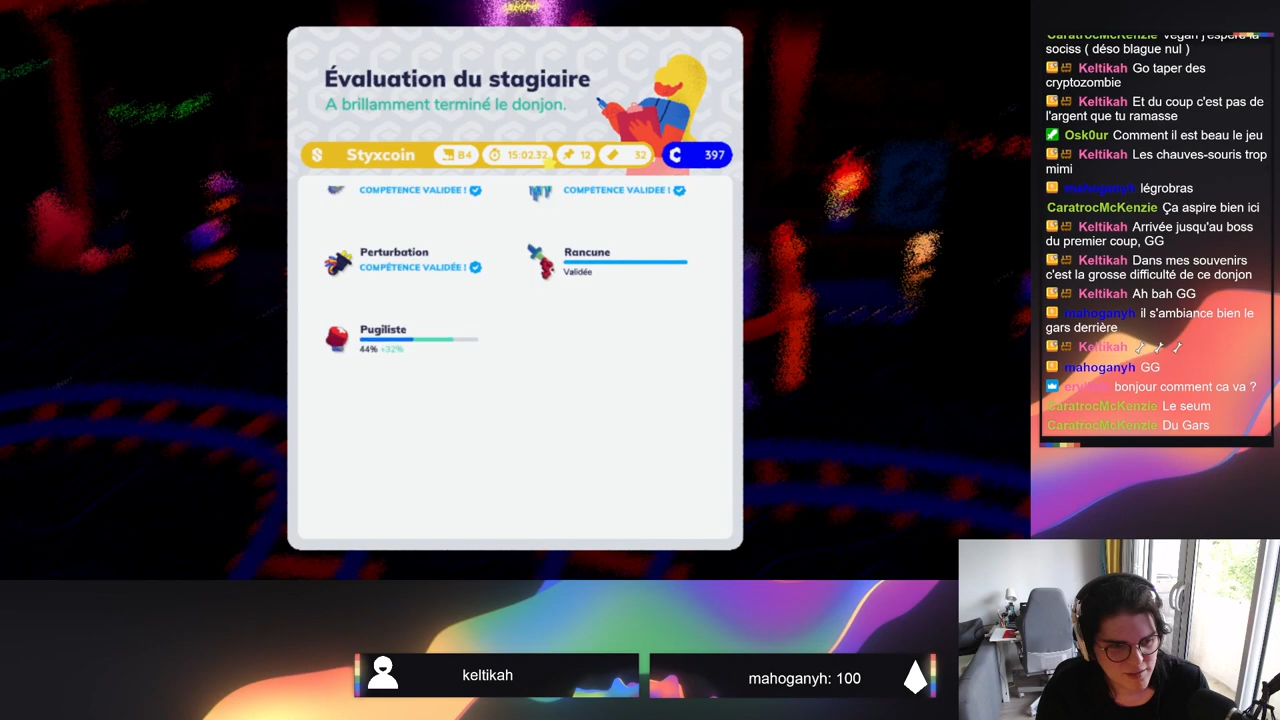 Évaluation du stagiaire
A brillamment terminé le donjon.
Styxcoin
84
15:02.32
12
32
397
COMPÉTENCE VALIDÉE !
COMPÉTENCE VALIDÉE !
Perturbation
COMPÉTENCE VALIDÉE !
Rancune
Validée
Pugiliste
44% +32%
CaratrocMcKenzie Vegan j'espère la
sociss ( déso blague nul )
Keltikah Go taper des
cryptozombie
Keltikah Et du coup c'est pas de
l'argent que tu ramasse
Osk0ur Comment il est beau le jeu
Keltikah Les chauves-souris trop
mimi
mahoganyh légrobras
CaratrocMcKenzie Ça aspire bien ici
Keltikah Arrivée jusqu'au boss
du premier coup, GG
Keltikah Dans mes souvenirs
c'est la grosse difficulté de ce donjon
Keltikah Ah bah GG
mahoganyh il s'ambiance bien le
gars derrière
Keltikah
mahoganyh GG
bonjour comment ca va ?
CaratrocMcKenzie Le seum
CaratrocMcKenzie Du Gars
keltikah
mahoganyh: 100